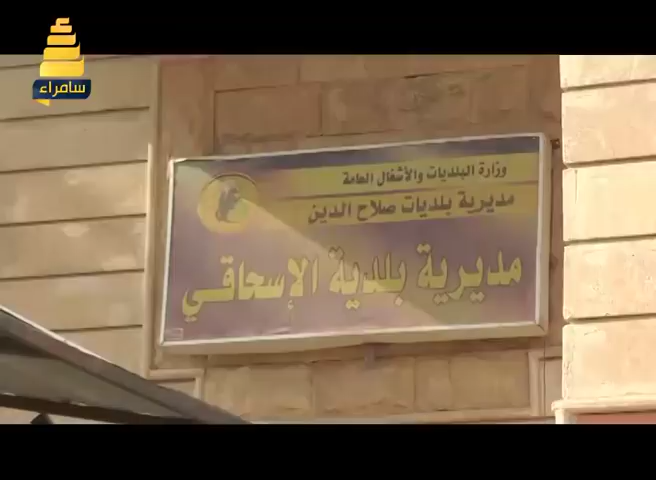 سامراء
وزارة البلديات والأشغال العامة
مديرية بلديات صلاح الدين
مديرية بلدية الإسحاقي